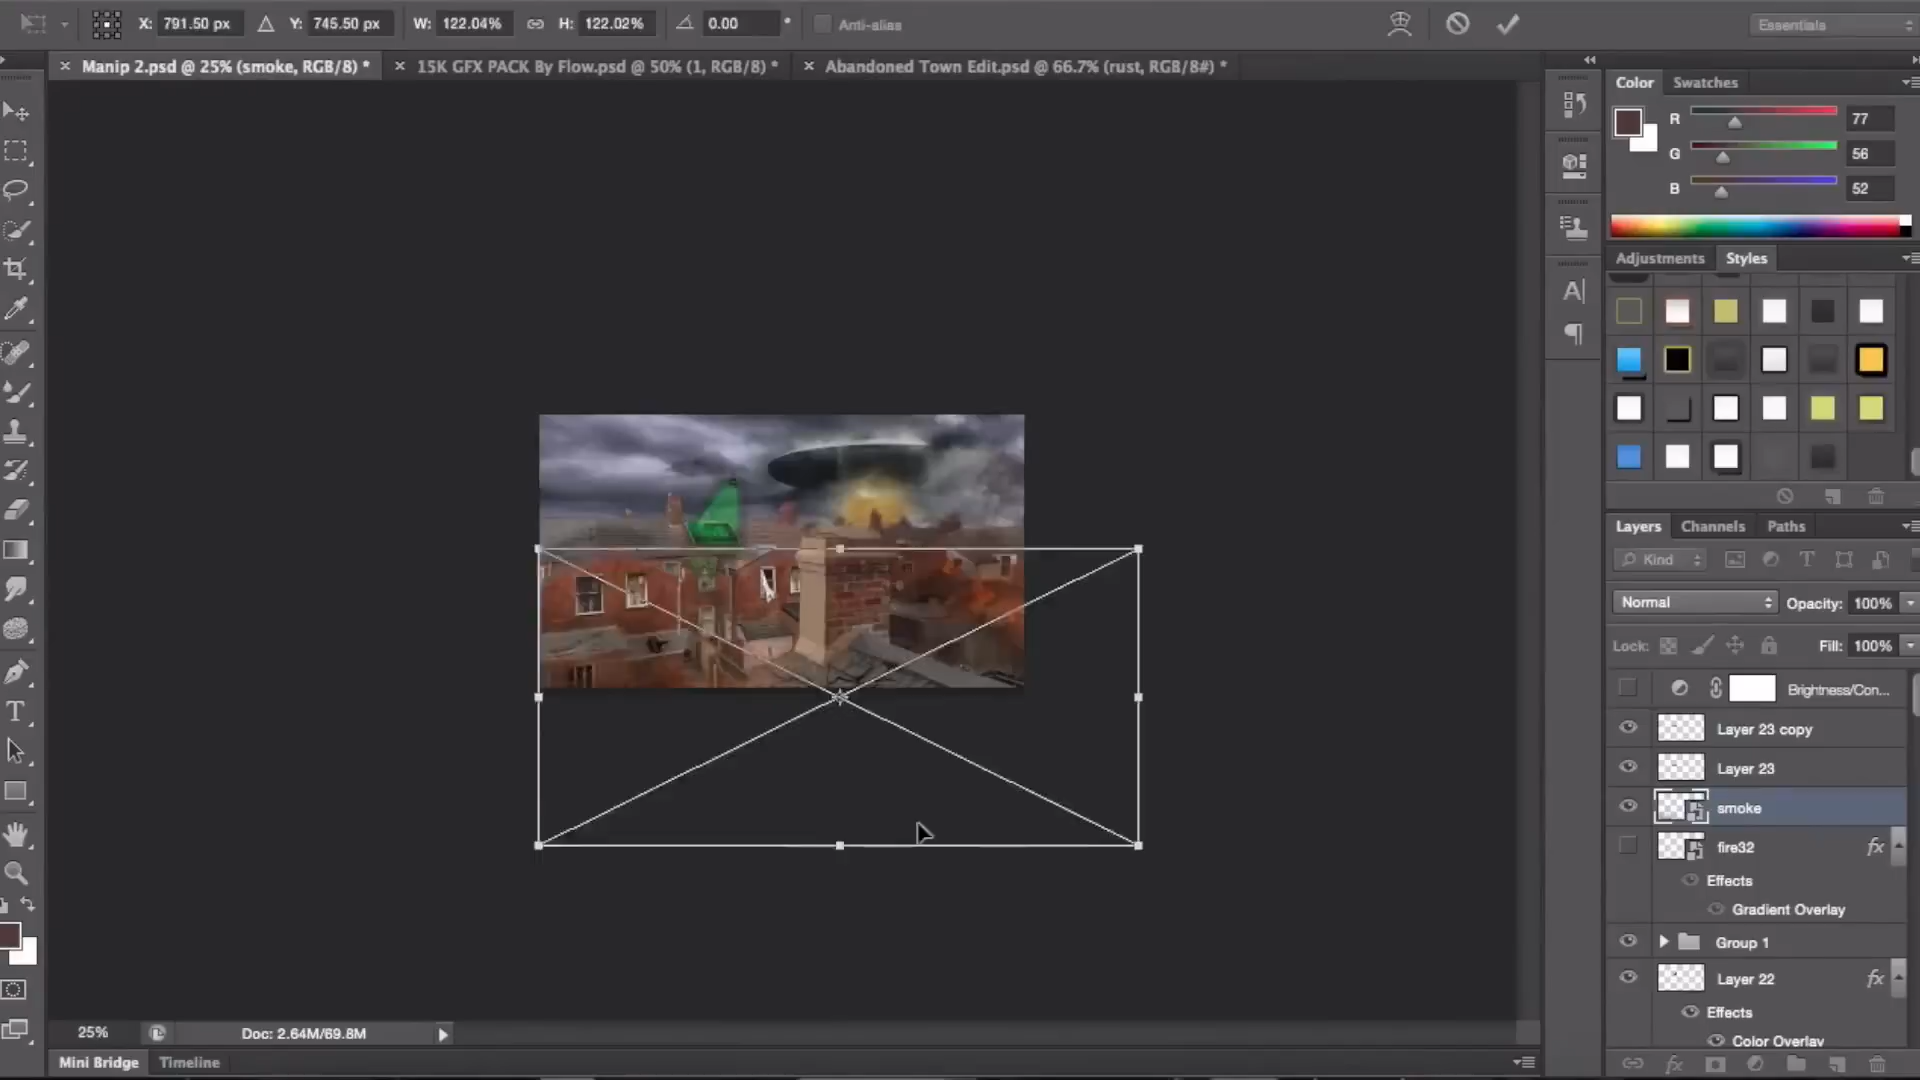 X: 791.50 px Y: 745.50 px W: 122.04% H: 122.02% 0.00 ° Anti-alias Essentials
× Manip 2.psd @ 25% (smoke, RGB/8) * × 15K GFX PACK By Flow.psd @ 50% (1, RGB/8) * × Abandoned Town Edit.psd @ 66.7% (rust, RGB/8#) *
Color Swatches
R 77
G 56
B 52
Adjustments Styles
Layers Channels Paths
Kind
Normal Opacity: 100%
Lock: Fill: 100%
Brightness/Con...
Layer 23 copy
Layer 23
smoke
fire32 fx
Effects
Gradient Overlay
Group 1
Layer 22 fx
Effects
Color Overlay
25% Doc: 2.64M/69.8M
Mini Bridge Timeline